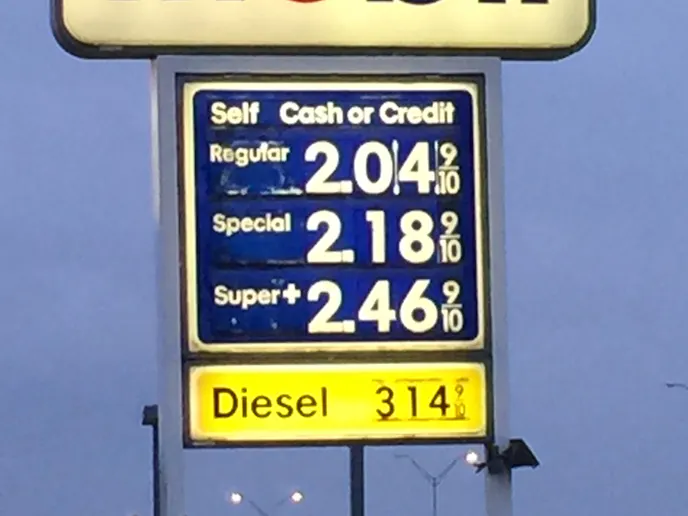 Self Cash or Credit
Regular 2.04 9/10
Special 2.18 9/10
Super+ 2.46 9/10
Diesel 314 9/10